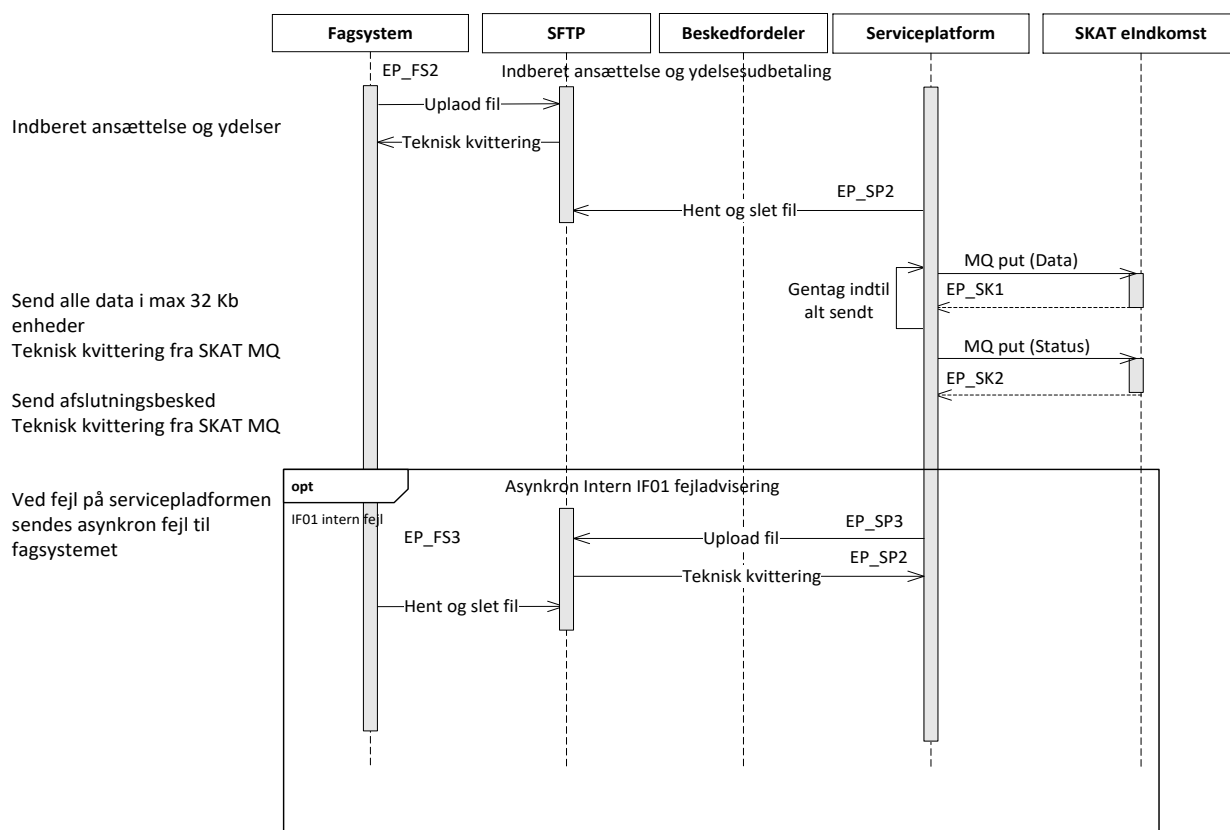 Fagsystem
SFTP
Beskedfordeler
Serviceplatform
SKAT eIndkomst
EP_FS2
Indberet ansættelse og ydelsesudbetaling
Uplaod fil
Indberet ansættelse og ydelser
Teknisk kvittering
EP_SP2
Hent og slet fil
MQ put (Data)
Gentag indtil
alt sendt
EP_SK1
Send alle data i max 32 Kb
enheder
Teknisk kvittering fra SKAT MQ
MQ put (Status)
EP_SK2
Send afslutningsbesked
Teknisk kvittering fra SKAT MQ
opt
Asynkron Intern IF01 fejladvisering
Ved fejl på servicepladformen
sendes asynkron fejl til
fagsystemet
IF01 intern fejl
EP_FS3
EP_SP3
Upload fil
EP_SP2
Teknisk kvittering
Hent og slet fil